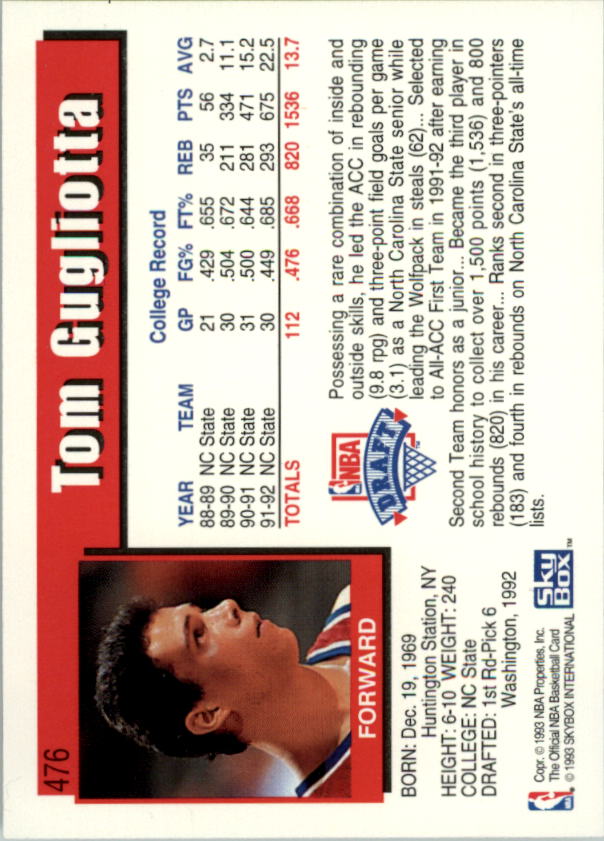 476
Tom Gugliotta
FORWARD
BORN: Dec. 19, 1969
Huntington Station, NY
HEIGHT: 6-10 WEIGHT: 240
COLLEGE: NC State
DRAFTED: 1st Rd-Pick 6
Washington, 1992
College Record
YEAR TEAM GP FG% FT% REB PTS AVG
88-89 NC State 21 .429 .655 35 56 2.7
89-90 NC State 30 .504 .672 211 334 11.1
90-91 NC State 31 .500 .644 281 471 15.2
91-92 NC State 30 .449 .685 293 675 22.5
TOTALS 112 .476 .668 820 1536 13.7
NBA
DRAFT
TM
Possessing a rare combination of inside and
outside skills, he led the ACC in rebounding
(9.8 rpg) and three-point field goals per game
(3.1) as a North Carolina State senior while
leading the Wolfpack in steals (62)... Selected
to All-ACC First Team in 1991-92 after earning
Second Team honors as a junior... Became the third player in
school history to collect over 1,500 points (1,536) and 800
rebounds (820) in his career... Ranks second in three-pointers
(183) and fourth in rebounds on North Carolina State's all-time
lists.
NBA
Copr. © 1993 NBA Properties, Inc.
The Official NBA Basketball Card
© 1993 SKYBOX INTERNATIONAL
Sky
Box
TM